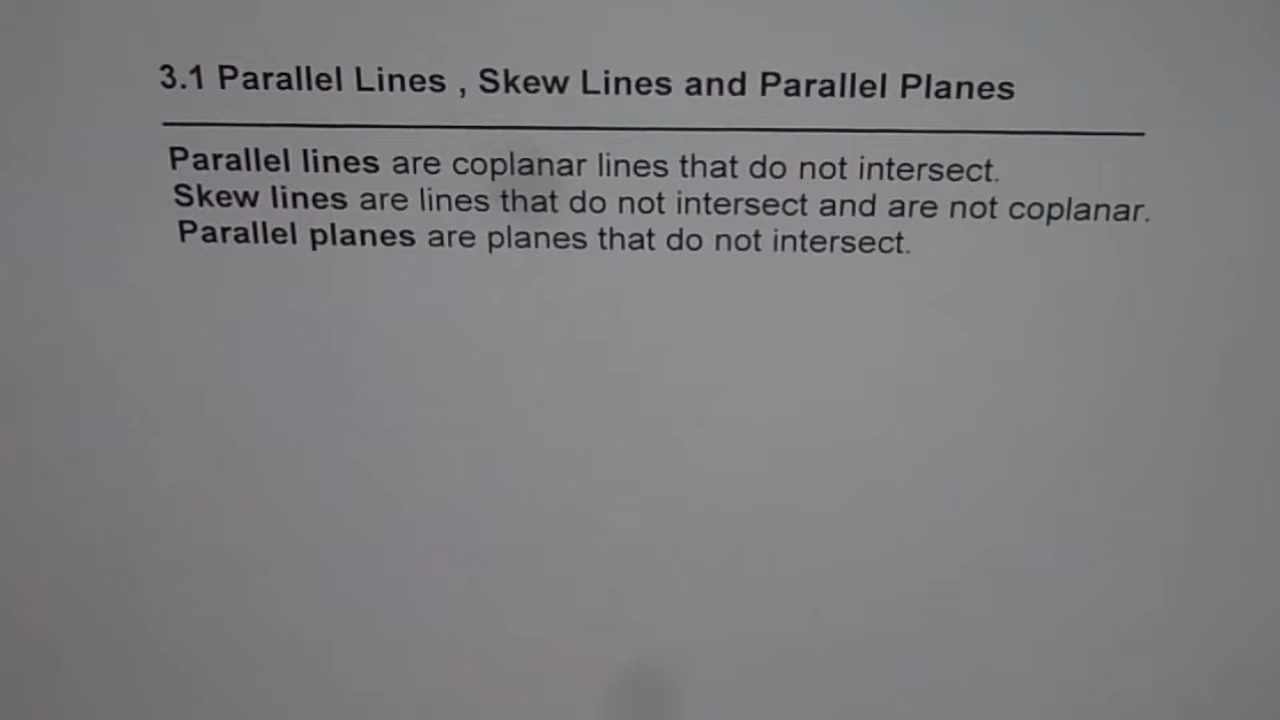 3.1 Parallel Lines , Skew Lines and Parallel Planes
Parallel lines are coplanar lines that do not intersect.
Skew lines are lines that do not intersect and are not coplanar.
Parallel planes are planes that do not intersect.